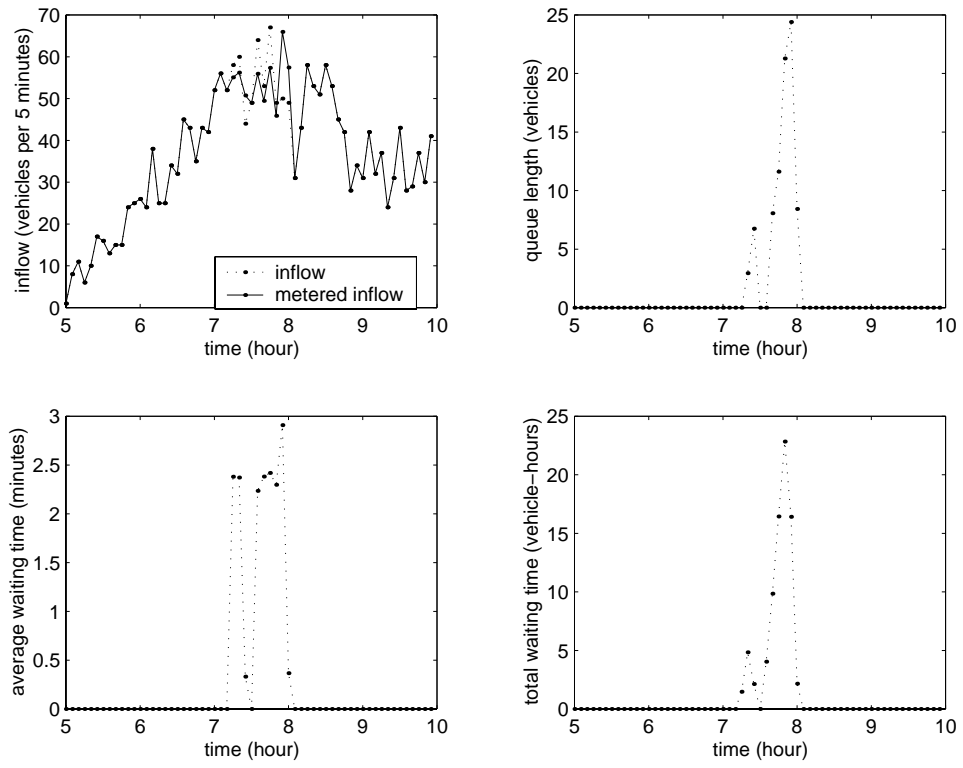 70
60
50
40
30
20
10
0
inflow (vehicles per 5 minutes)
inflow
metered inflow
5 6 7 8 9 10
time (hour)
25
20
15
10
5
0
queue length (vehicles)
5 6 7 8 9 10
time (hour)
3
2.5
2
1.5
1
0.5
0
average waiting time (minutes)
5 6 7 8 9 10
time (hour)
25
20
15
10
5
0
total waiting time (vehicle−hours)
5 6 7 8 9 10
time (hour)